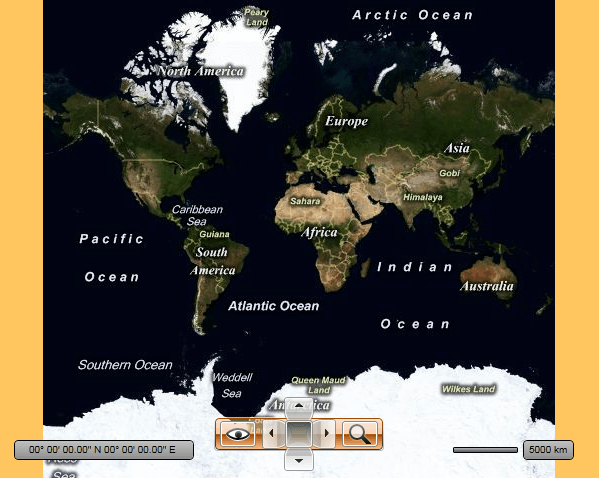 Peary
Land
Arctic Ocean
North America
Europe
Asia
Gobi
Sahara
Himalaya
Caribbean
Sea
Guiana
Africa
Pacific
Ocean
South
America
Indian
Ocean
Australia
Atlantic Ocean
Southern Ocean
Weddell
Sea
Queen Maud
Land
Wilkes Land
00° 00' 00.00" N 00° 00' 00.00" E
5000 km
Sea